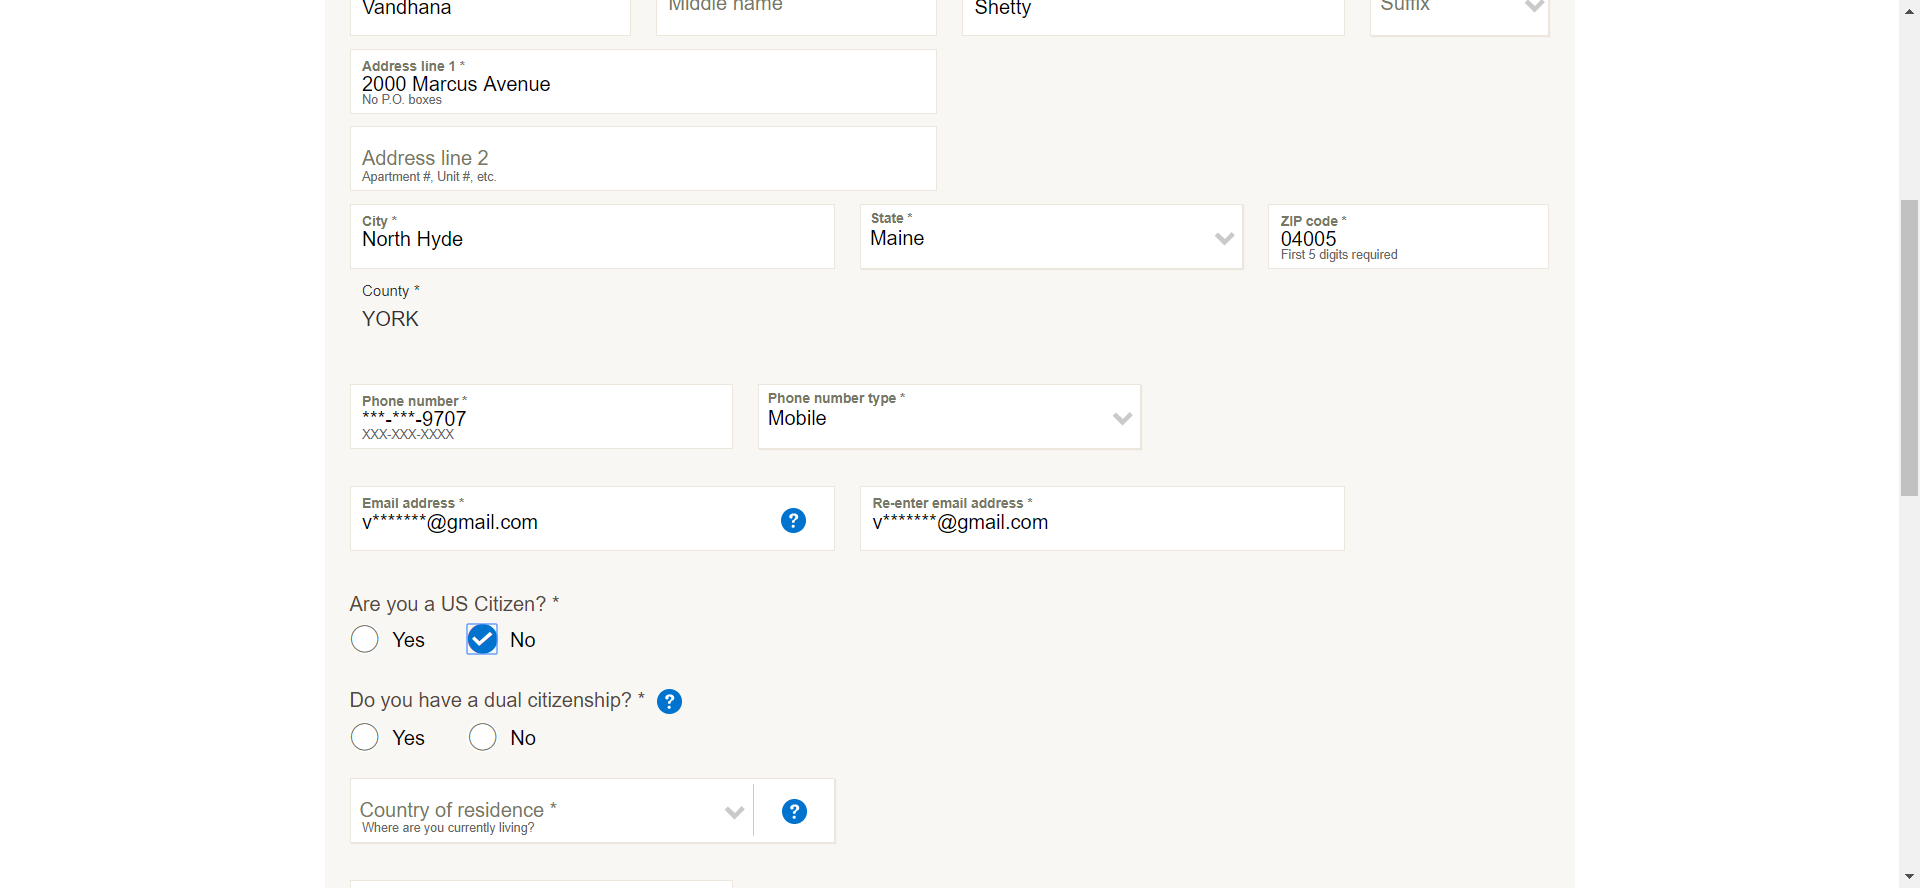 Vandhana
Middle name
Shetty
Suffix
Address line 1 *
2000 Marcus Avenue
No P.O. boxes
Address line 2
Apartment #, Unit #, etc.
City *
North Hyde
State *
Maine
ZIP code *
04005
First 5 digits required
County *
YORK
Phone number *
***-***-9707
XXX-XXX-XXXX
Phone number type *
Mobile
Email address *
v*******@gmail.com
?
Re-enter email address *
v*******@gmail.com
Are you a US Citizen? *
Yes No
Do you have a dual citizenship? * ?
Yes No
Country of residence *
Where are you currently living?
?